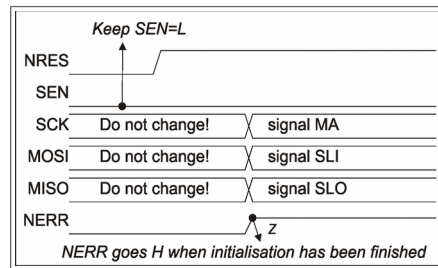 Keep SEN=L
NRES
SEN
SCK Do not change! signal MA
MOSI Do not change! signal SLI
MISO Do not change! signal SLO
NERR
Z
NERR goes H when initialisation has been finished